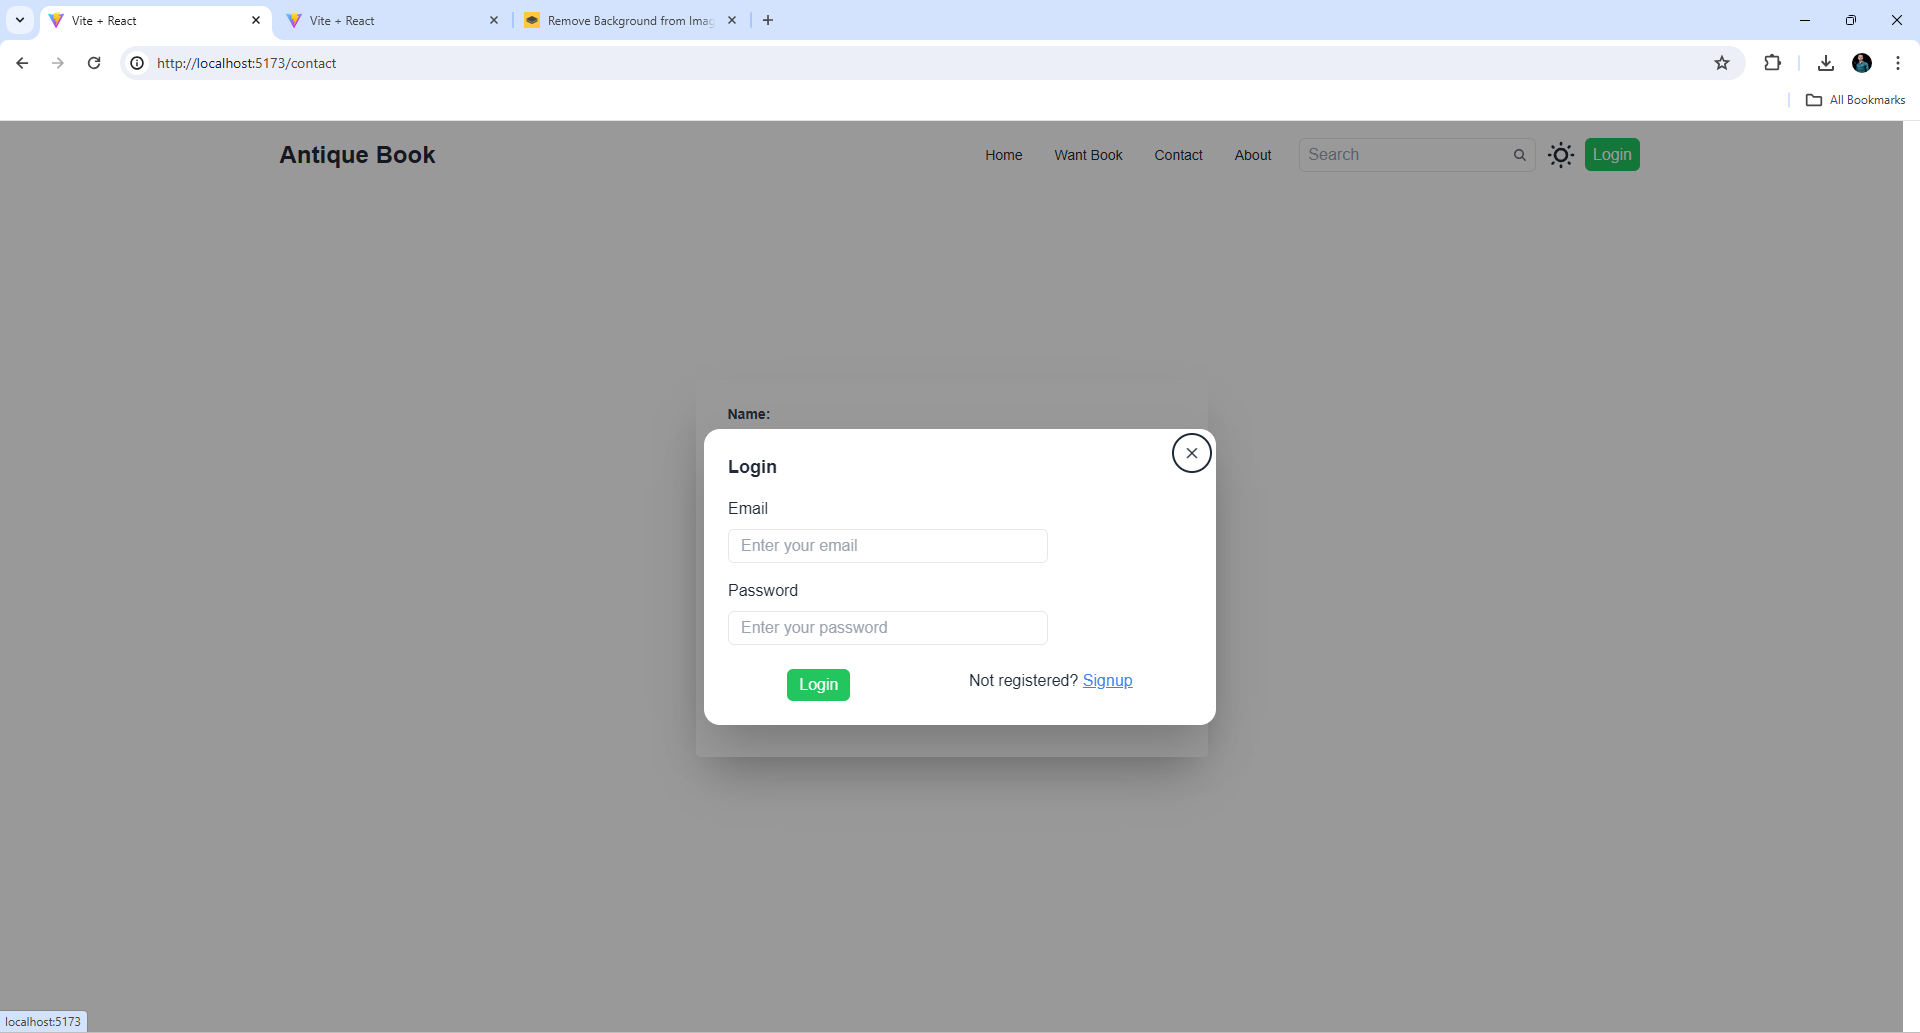 Vite + React
Vite + React
Remove Background from Imag
http://localhost:5173/contact
All Bookmarks
Antique Book
Home
Want Book
Contact
About
Search
Login
Name:
Login
Email
Enter your email
Password
Enter your password
Login
Not registered? Signup
localhost:5173